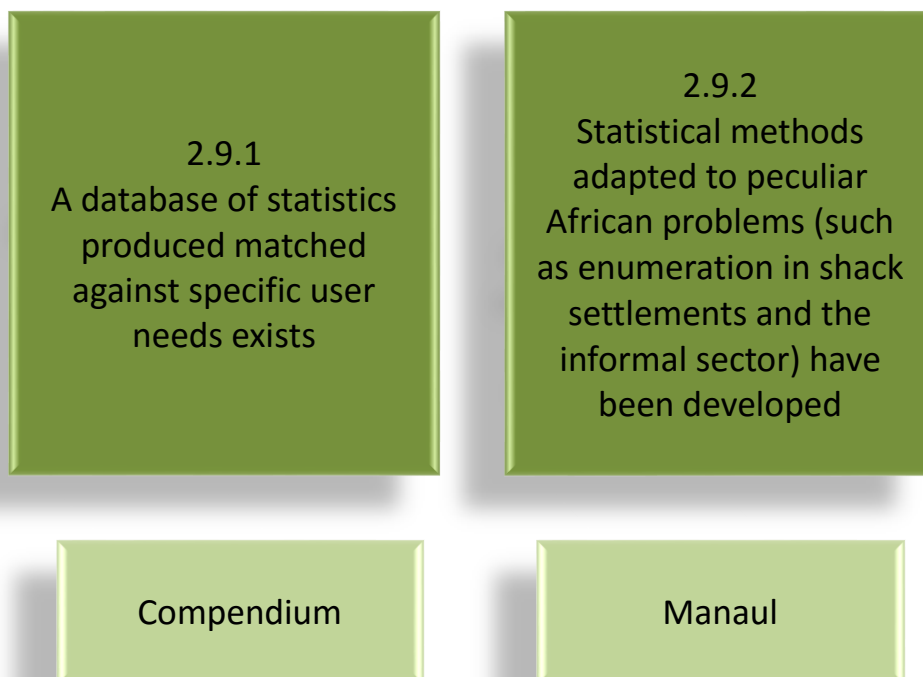 2.9.1
A database of statistics
produced matched
against specific user
needs exists
2.9.2
Statistical methods
adapted to peculiar
African problems (such
as enumeration in shack
settlements and the
informal sector) have
been developed
Compendium
Manaul